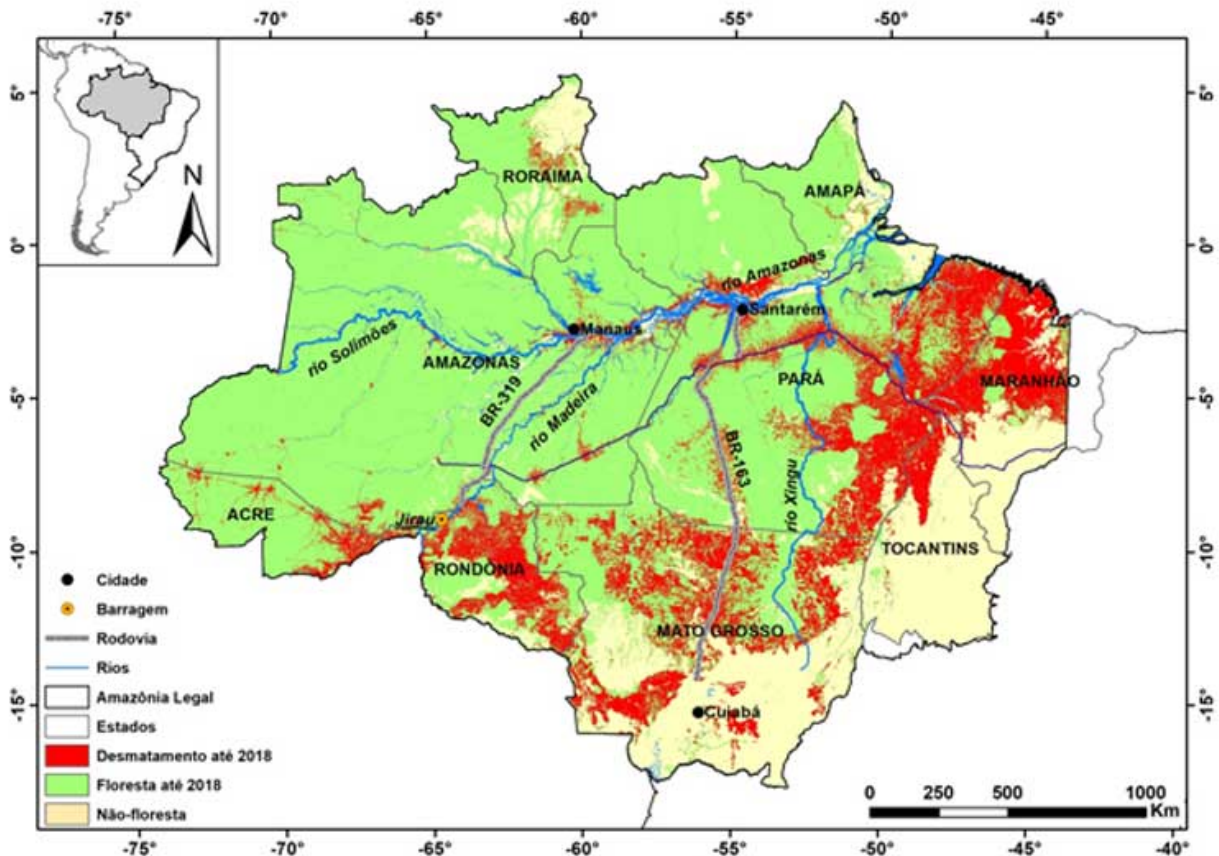 -75° -70° -65° -60° -55° -50° -45°
5° 5°
N
RORAIMA
AMAPÁ
0° 0°
rio Amazonas
Santarém
Manaus
rio Solimões
AMAZONAS
PARÁ
MARANHÃO
BR-319
rio Madeira
-5° -5°
BR-163
rio Xingu
ACRE
Jirau
-10° -10°
RONDÔNIA
TOCANTINS
MATO GROSSO
-15° -15°
Cuiabá
Cidade
Barragem
Rodovia
Rios
Amazônia Legal
Estados
Desmatamento até 2018
Floresta até 2018
Não-floresta
0 250 500 1000
Km
-75° -70° -65° -60° -55° -50° -45° -40°